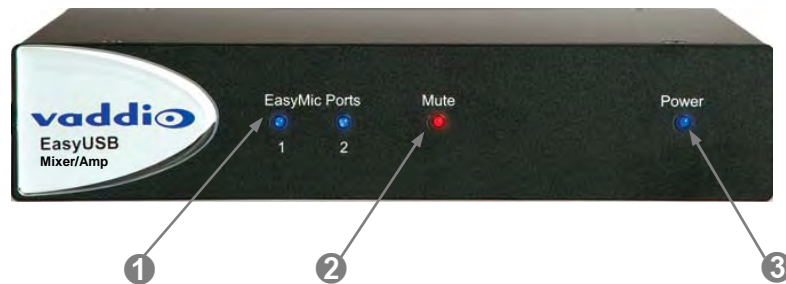 EasyMic Ports Mute Power
vaddio
EasyUSB
Mixer/Amp
1 2
1 2 3